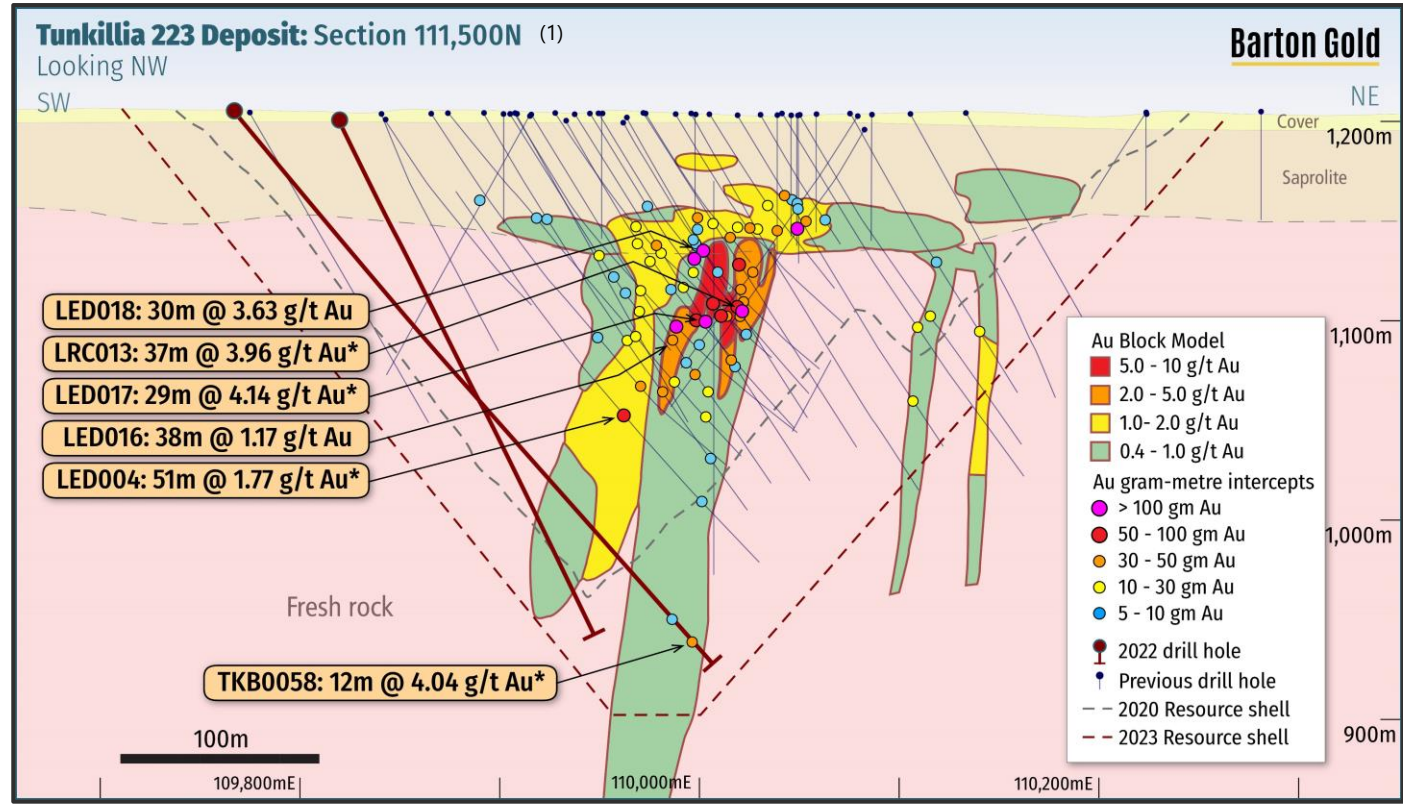 Tunkillia 223 Deposit: Section 111,500N (1)
Looking NW
Barton Gold
SW
NE
Cover
1,200m
Saprolite
LED018: 30m @ 3.63 g/t Au
LRC013: 37m @ 3.96 g/t Au*
LED017: 29m @ 4.14 g/t Au*
LED016: 38m @ 1.17 g/t Au
LED004: 51m @ 1.77 g/t Au*
1,100m
Au Block Model
5.0 - 10 g/t Au
2.0 - 5.0 g/t Au
1.0- 2.0 g/t Au
0.4 - 1.0 g/t Au
Au gram-metre intercepts
> 100 gm Au
50 - 100 gm Au
30 - 50 gm Au
10 - 30 gm Au
5 - 10 gm Au
2022 drill hole
Previous drill hole
2020 Resource shell
2023 Resource shell
1,000m
Fresh rock
TKB0058: 12m @ 4.04 g/t Au*
900m
100m
109,800mE
110,000mE
110,200mE